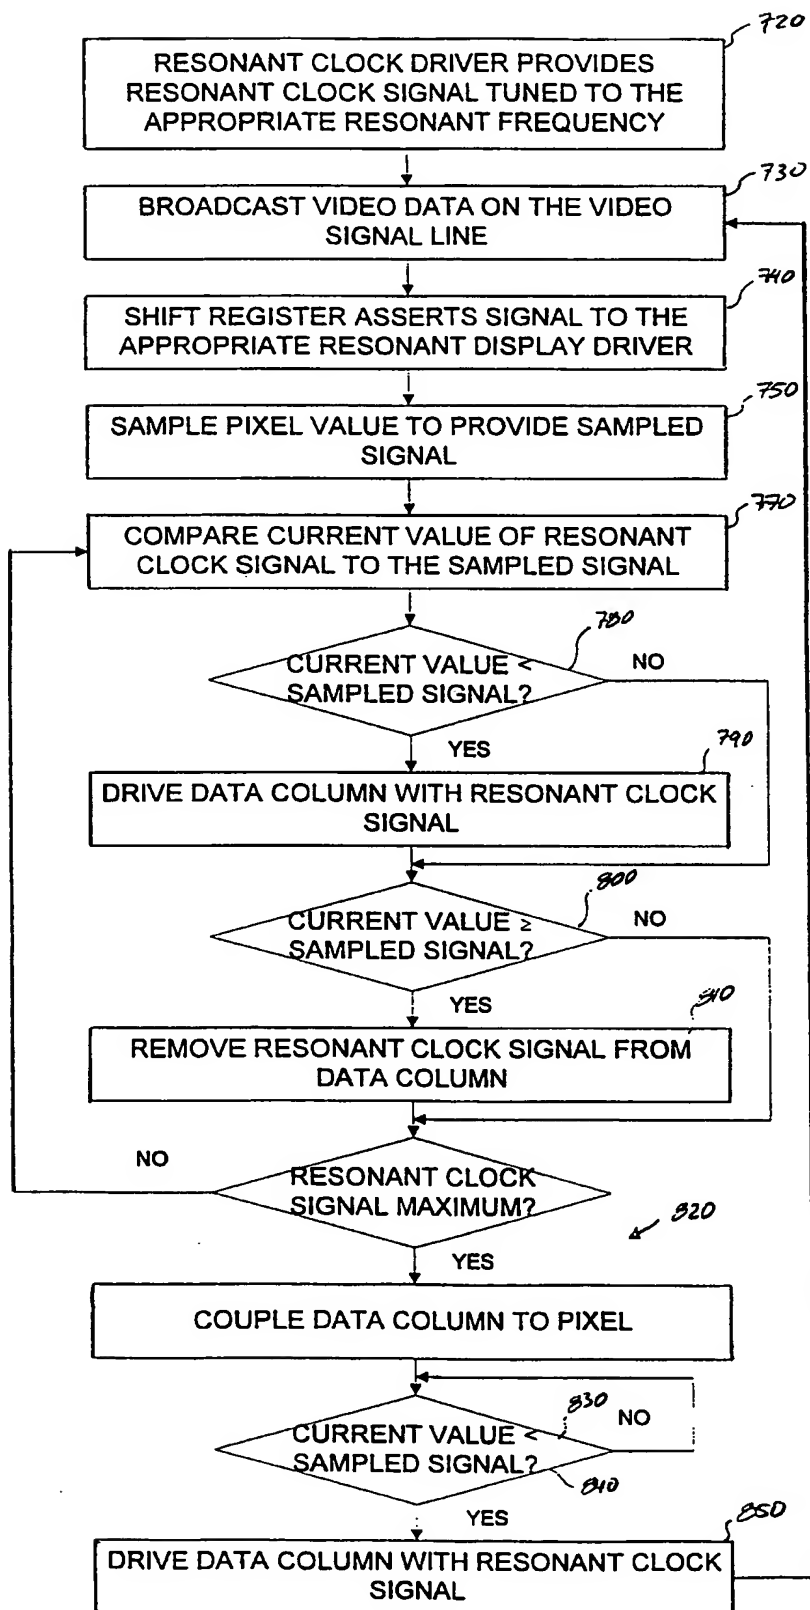 720
RESONANT CLOCK DRIVER PROVIDES
RESONANT CLOCK SIGNAL TUNED TO THE
APPROPRIATE RESONANT FREQUENCY
730
BROADCAST VIDEO DATA ON THE VIDEO
SIGNAL LINE
740
SHIFT REGISTER ASSERTS SIGNAL TO THE
APPROPRIATE RESONANT DISPLAY DRIVER
750
SAMPLE PIXEL VALUE TO PROVIDE SAMPLED
SIGNAL
770
COMPARE CURRENT VALUE OF RESONANT
CLOCK SIGNAL TO THE SAMPLED SIGNAL
780
CURRENT VALUE <
SAMPLED SIGNAL?
NO
YES
790
DRIVE DATA COLUMN WITH RESONANT CLOCK
SIGNAL
800
CURRENT VALUE ≥
SAMPLED SIGNAL?
NO
YES
810
REMOVE RESONANT CLOCK SIGNAL FROM
DATA COLUMN
NO
RESONANT CLOCK
SIGNAL MAXIMUM?
820
YES
COUPLE DATA COLUMN TO PIXEL
830
CURRENT VALUE <
SAMPLED SIGNAL?
NO
840
YES
850
DRIVE DATA COLUMN WITH RESONANT CLOCK
SIGNAL